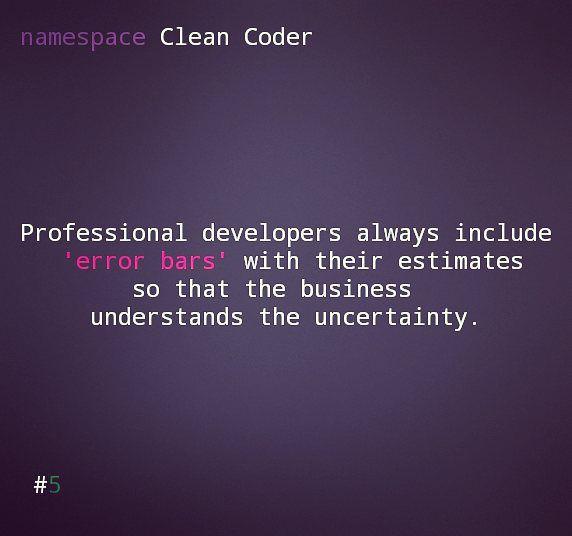 namespace Clean Coder
Professional developers always include
'error bars' with their estimates
so that the business
understands the uncertainty.
#5